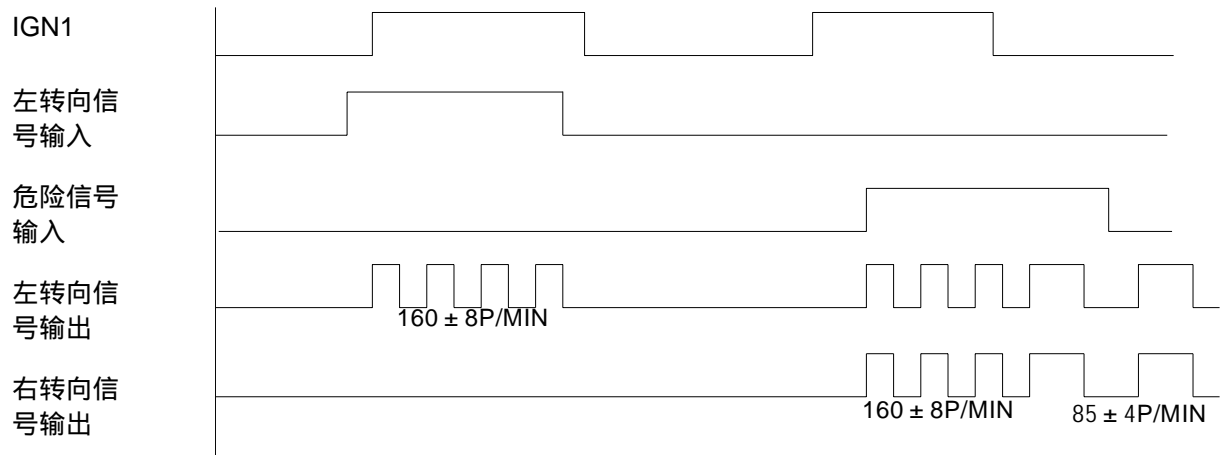 IGN1
左转向信
号输入
危险信号
输入
左转向信
号输出
160 ± 8P/MIN
右转向信
号输出
160 ± 8P/MIN
85 ± 4P/MIN